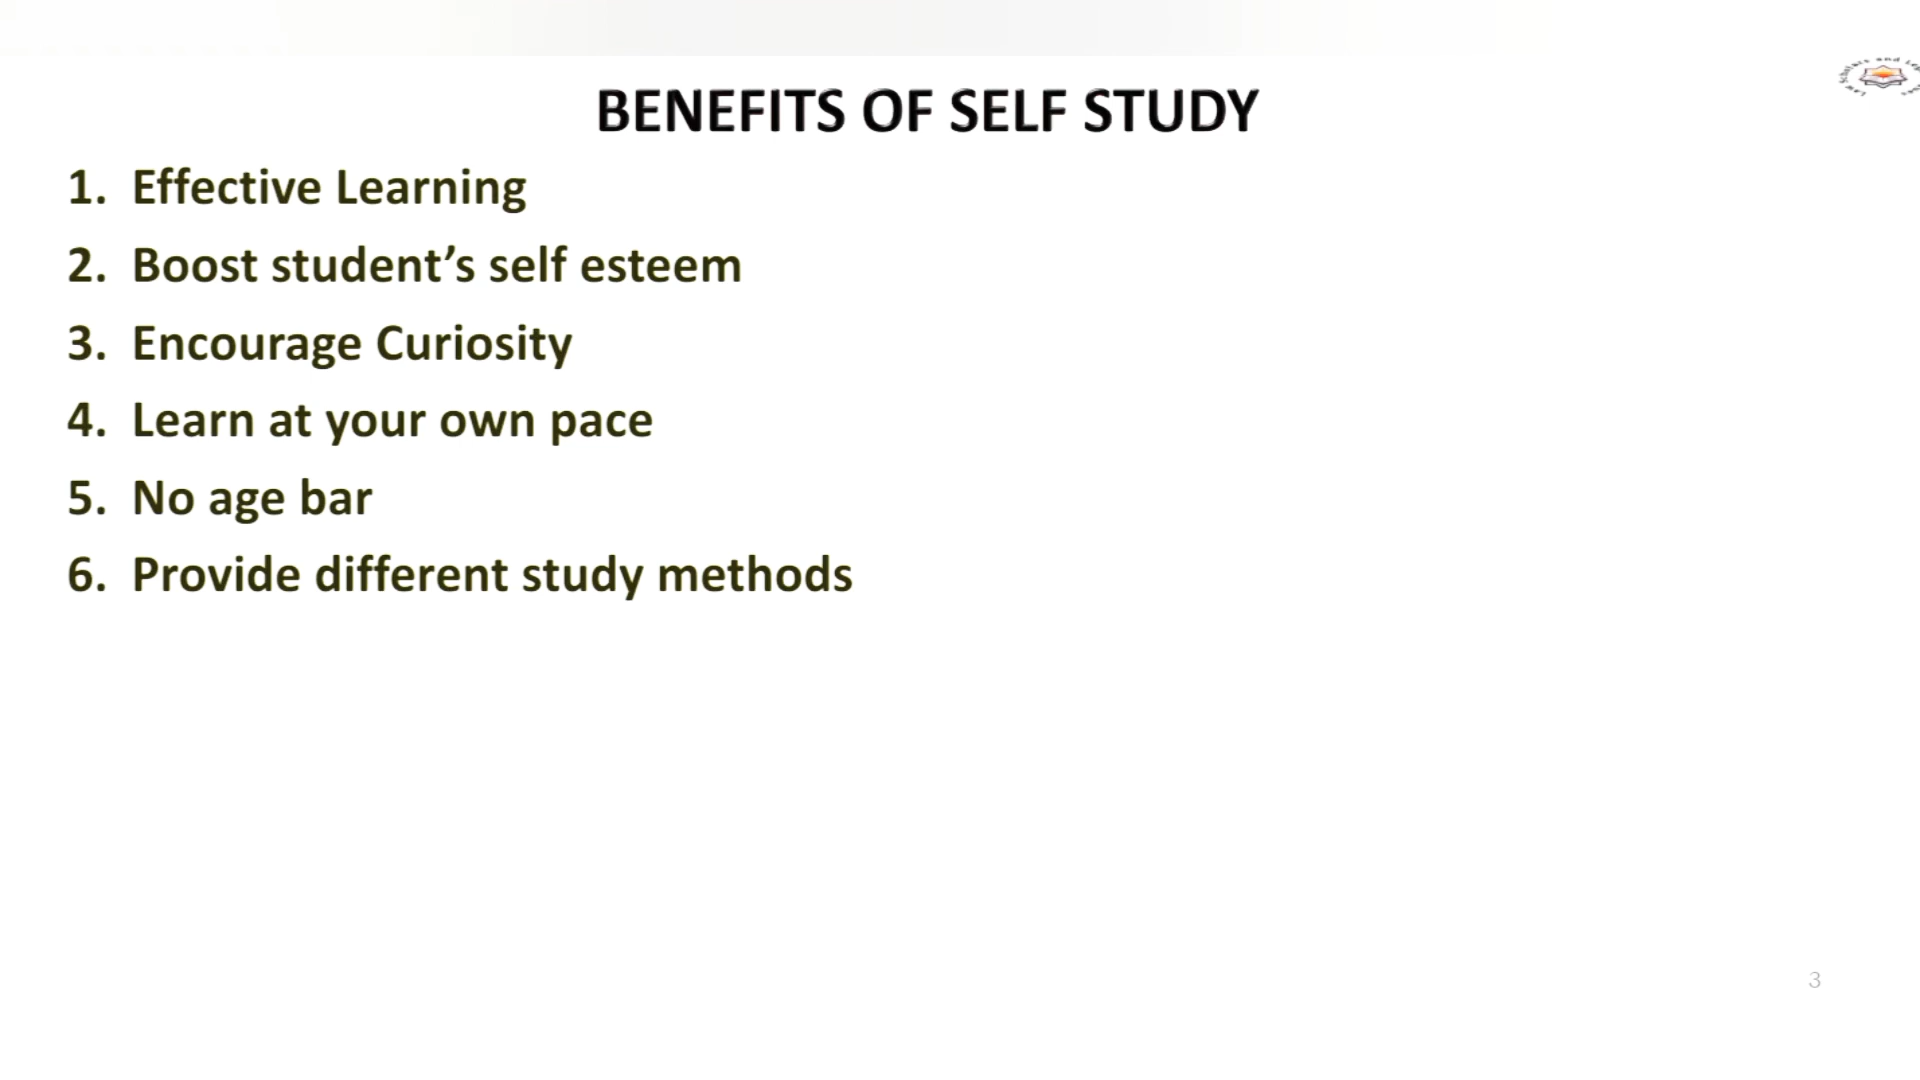 BENEFITS OF SELF STUDY
1. Effective Learning
2. Boost student’s self esteem
3. Encourage Curiosity
4. Learn at your own pace
5. No age bar
6. Provide different study methods
3